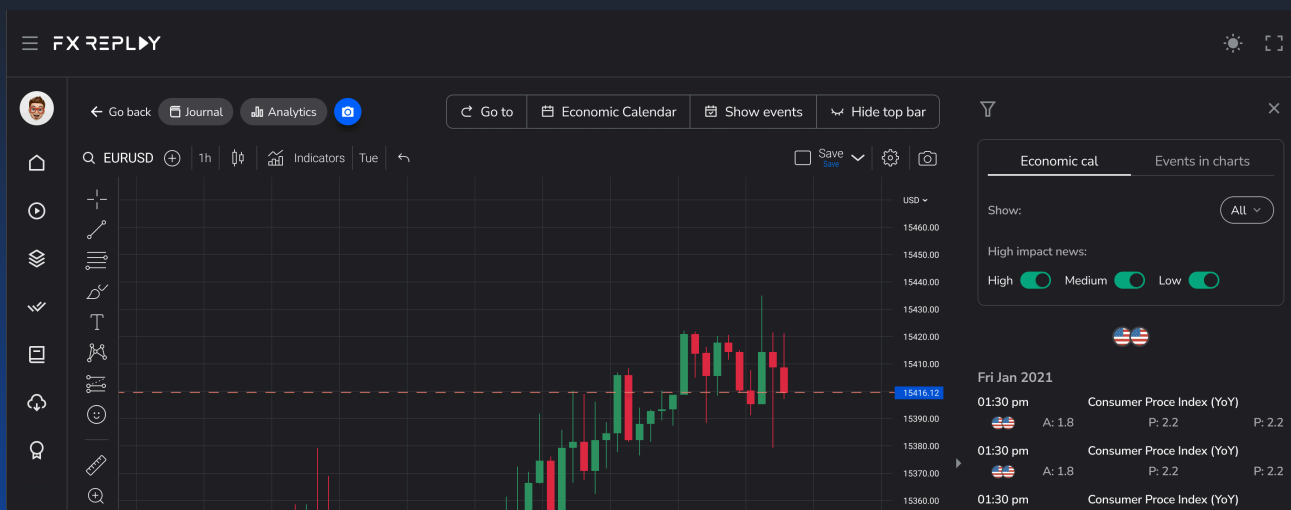 FX REPLAY
Go back Journal Analytics Go to Economic Calendar Show events Hide top bar
EURUSD 1h Indicators Tue Save
Save
Economic cal Events in charts
Show: All
High impact news:
High Medium Low
USD
15460.00
15450.00
15440.00
15430.00
15420.00
15410.00
15416.12
15390.00
15380.00
15370.00
15360.00
Fri Jan 2021
01:30 pm Consumer Proce Index (YoY)
A: 1.8 P: 2.2 P: 2.2
01:30 pm Consumer Proce Index (YoY)
A: 1.8 P: 2.2 P: 2.2
01:30 pm Consumer Proce Index (YoY)